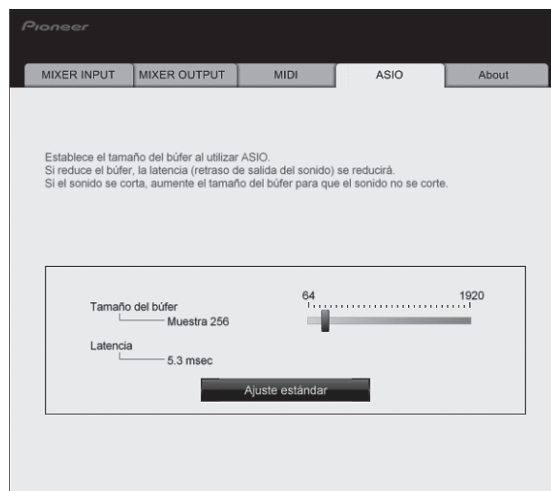 Pioneer
MIXER INPUT MIXER OUTPUT MIDI ASIO About
Establece el tamaño del búfer al utilizar ASIO.
Si reduce el búfer, la latencia (retraso de salida del sonido) se reducirá.
Si el sonido se corta, aumente el tamaño del búfer para que el sonido no se corte.
64 1920
Tamaño del búfer
Muestra 256
Latencia
5.3 msec
Ajuste estándar